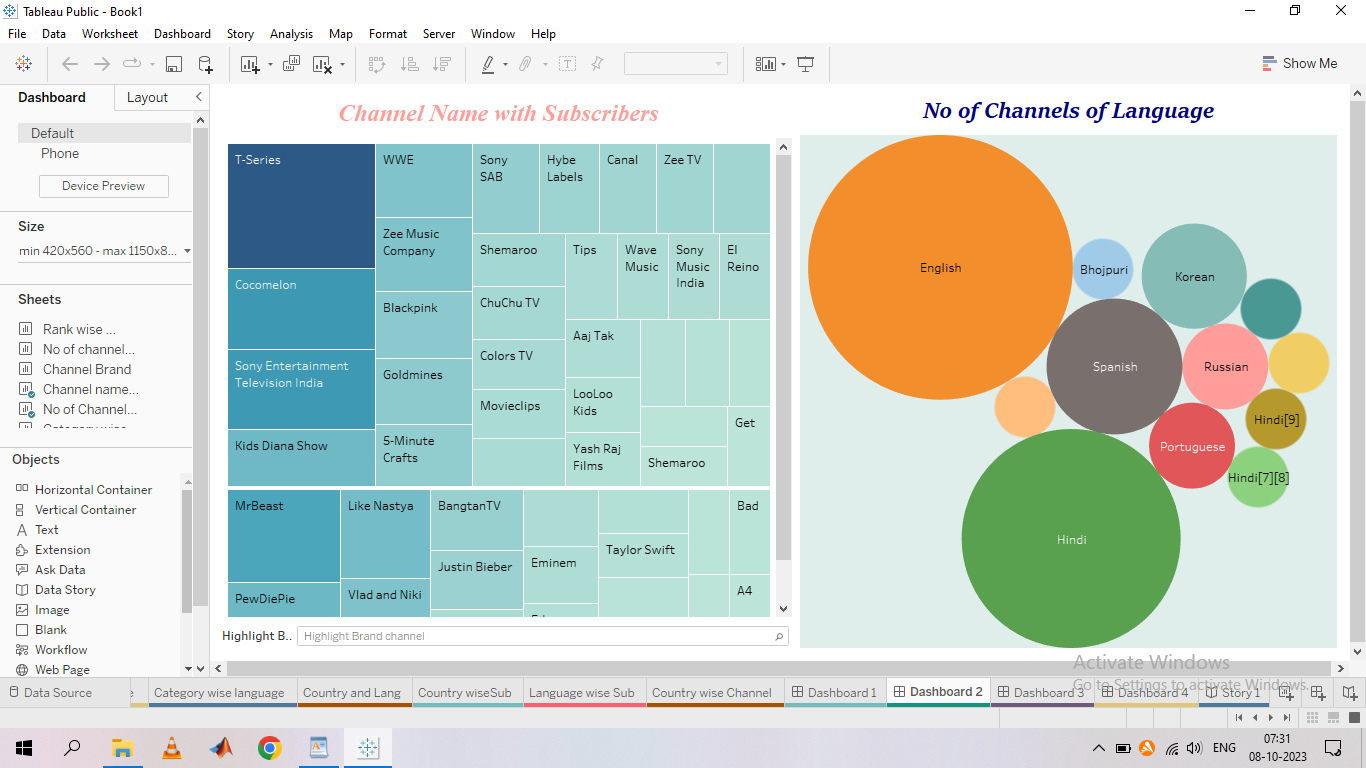 Tableau Public - Book1
File Data Worksheet Dashboard Story Analysis Map Format Server Window Help
Show Me
Dashboard
Layout
Default
Phone
Device Preview
Size
min 420x560 - max 1150x8...
Sheets
Rank wise ...
No of channel...
Channel Brand
Channel name...
No of Channel...
Category wise
Objects
Horizontal Container
Vertical Container
Text
Extension
Ask Data
Data Story
Image
Blank
Workflow
Web Page
Channel Name with Subscribers
T-Series
Cocomelon
Sony Entertainment
Television India
Kids Diana Show
WWE
Zee Music
Company
Blackpink
Goldmines
5-Minute
Crafts
Sony
SAB
Hybe
Labels
Canal
Zee TV
Shemaroo
ChuChu TV
Colors TV
Movieclips
Tips
Wave
Music
Sony
Music
India
El
Reino
Aaj Tak
LooLoo
Kids
Yash Raj
Films
Get
Shemaroo
MrBeast
PewDiePie
Like Nastya
Vlad and Niki
BangtanTV
Justin Bieber
Eminem
Taylor Swift
Bad
A4
Highlight B..
Highlight Brand channel
No of Channels of Language
English
Bhojpuri
Korean
Spanish
Russian
Hindi[9]
Portuguese
Hindi[7][8]
Hindi
Activate Windows
Go to Settings to activate Windows.
Data Source
e
Category wise language
Country and Lang
Country wiseSub
Language wise Sub
Country wise Channel
Dashboard 1
Dashboard 2
Dashboard 3
Dashboard 4
Story 1
ENG
07:31
08-10-2023